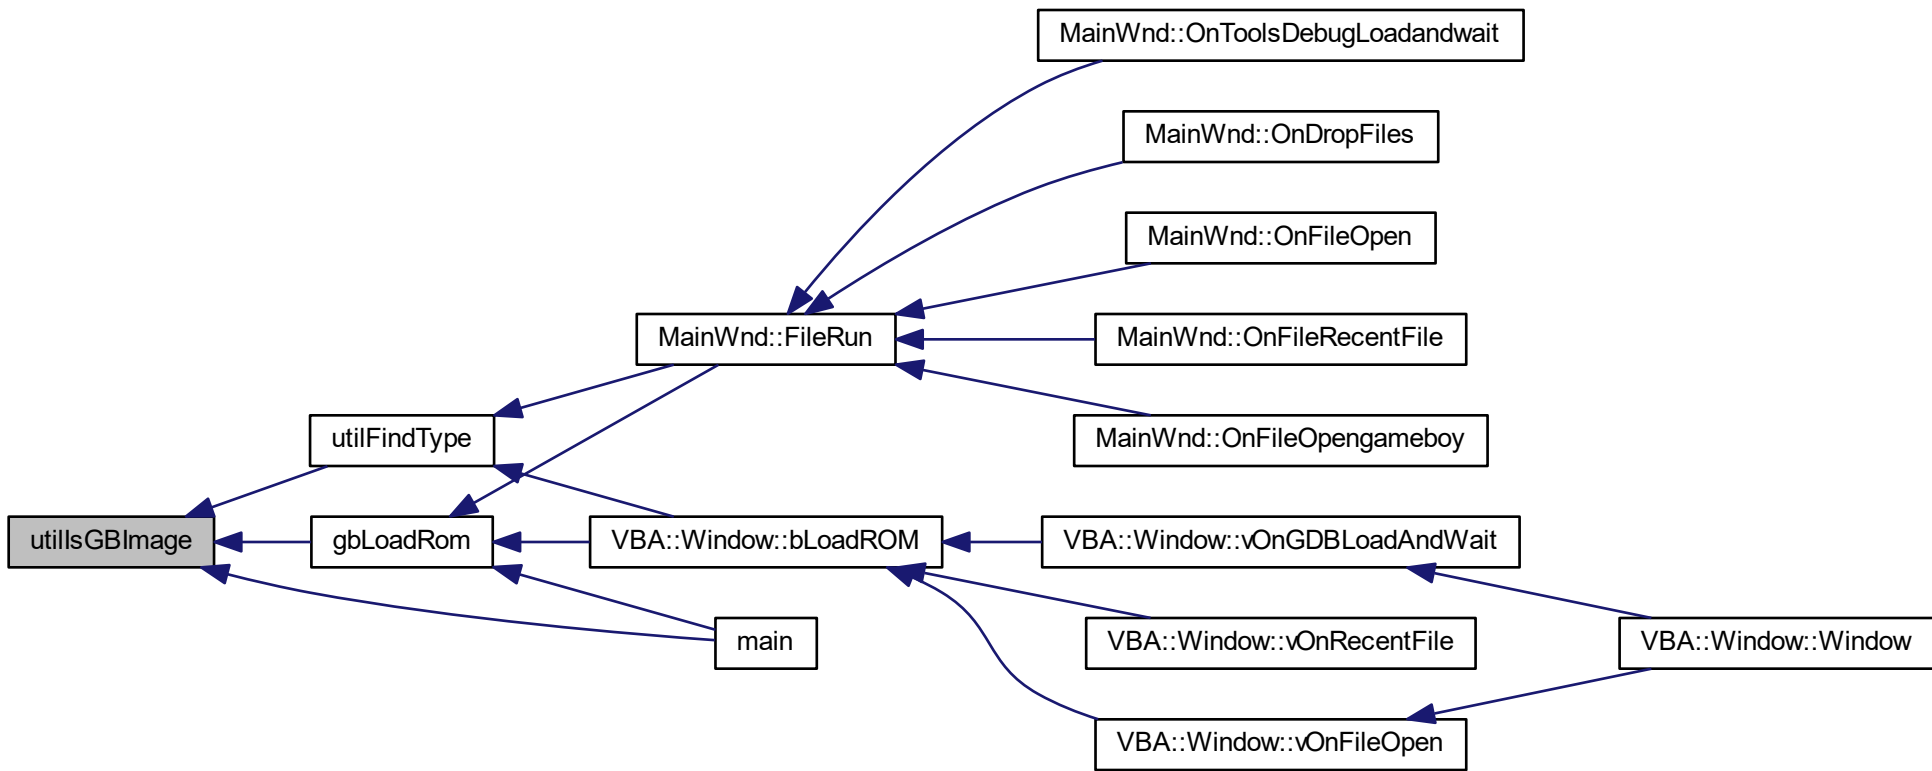 MainWnd::OnToolsDebugLoadandwait
MainWnd::OnDropFiles
MainWnd::OnFileOpen
MainWnd::FileRun
MainWnd::OnFileRecentFile
utilFindType
MainWnd::OnFileOpengameboy
utilIsGBImage
gbLoadRom
VBA::Window::bLoadROM
VBA::Window::vOnGDBLoadAndWait
main
VBA::Window::vOnRecentFile
VBA::Window::Window
VBA::Window::vOnFileOpen